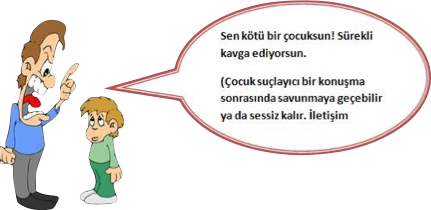 Sen kötü bir çocuksun! Sürekli
kavga ediyorsun.
(Çocuk suçlayıcı bir konuşma
sonrasında savunmaya geçebilir
ya da sessiz kalır. İletişim